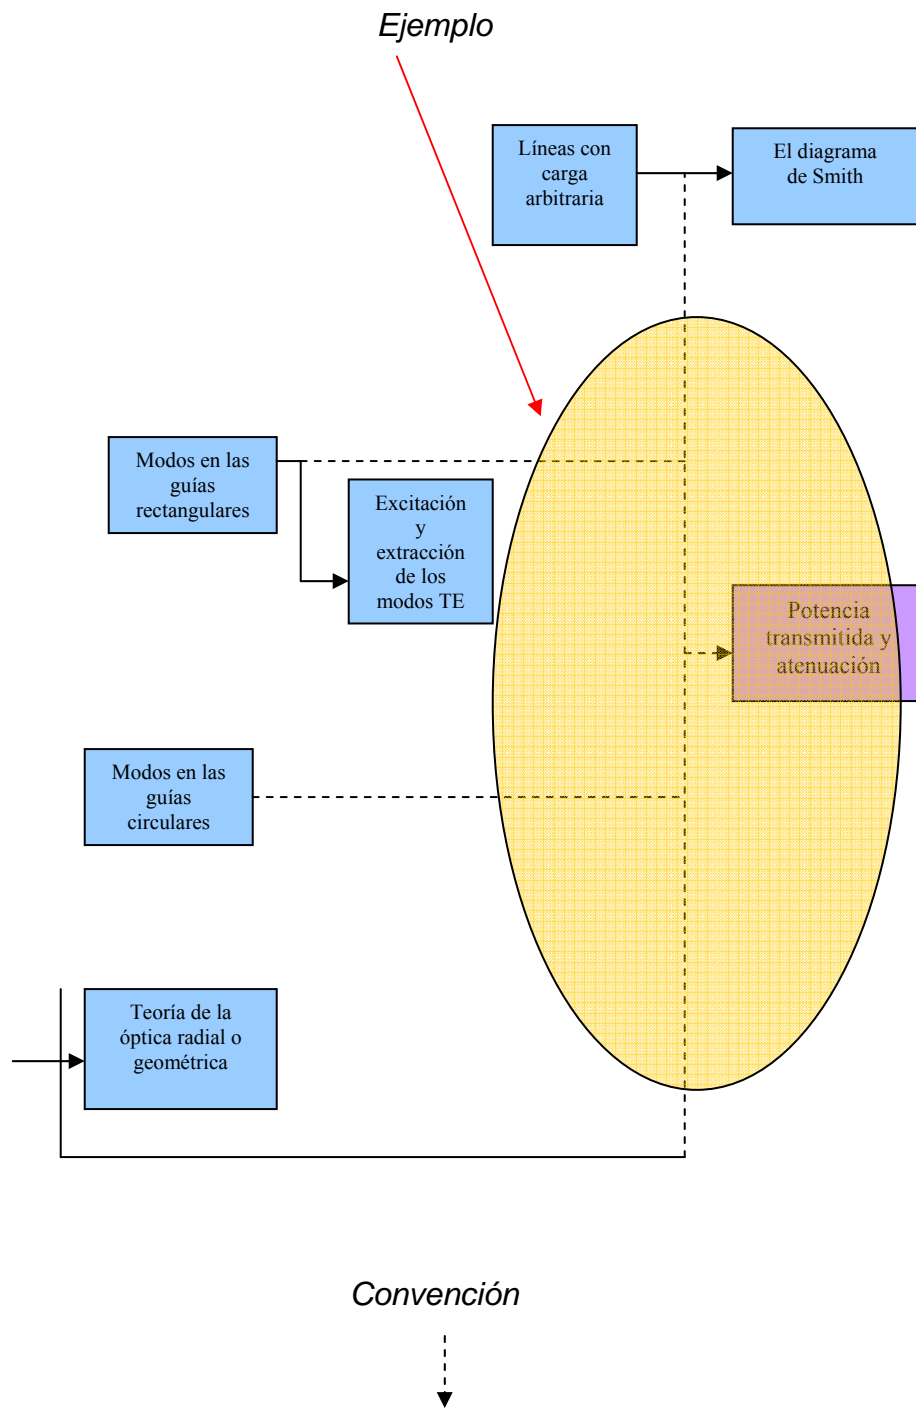 Ejemplo
Líneas con
carga
arbitraria
El diagrama
de Smith
Modos en las
guías
rectangulares
Excitación
y
extracción
de los
modos TE
Potencia
transmitida y
atenuación
Modos en las
guías
circulares
Teoría de la
óptica radial o
geométrica
Convención